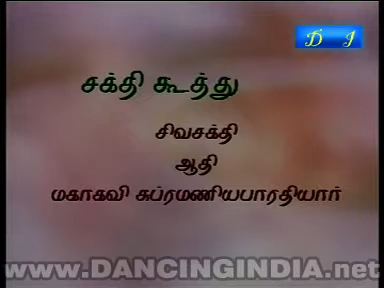 D I
சக்தி கூத்து
சிவசக்தி
ஆதி
மகாகவி சுப்ரமணியபாரதியார்
www.DANCINGINDIA.net